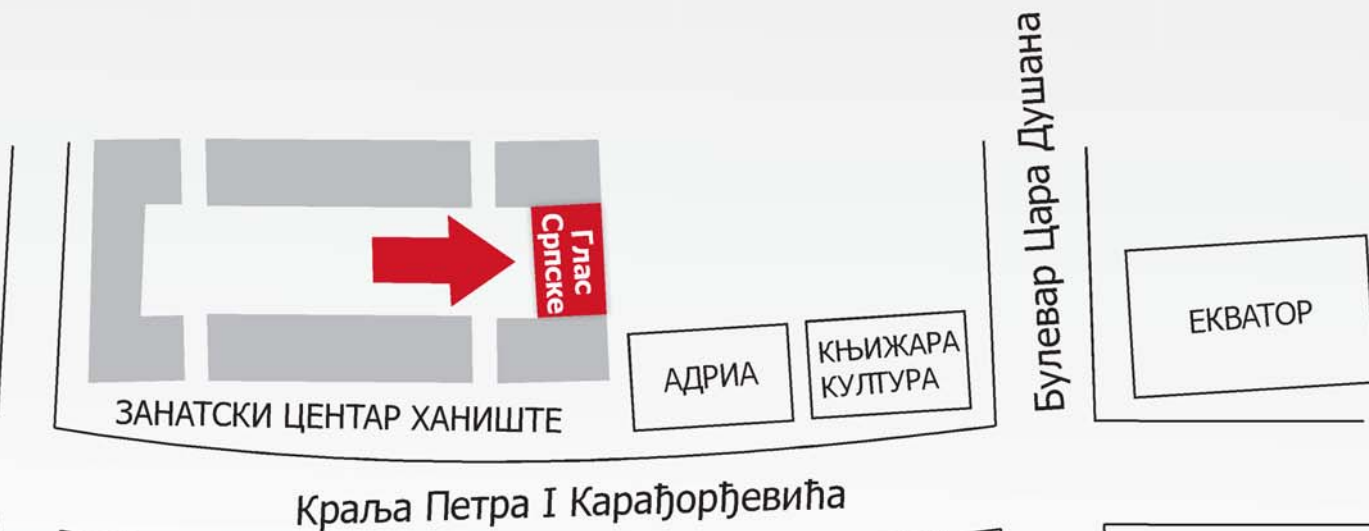 Булевар Цара Душана
Глас
Српске
ЕКВАТОР
КЊИЖАРА
КУЛТУРА
АДРИА
ЗАНАТСКИ ЦЕНТАР ХАНИШТЕ
Краља Петра I Карађорђевића